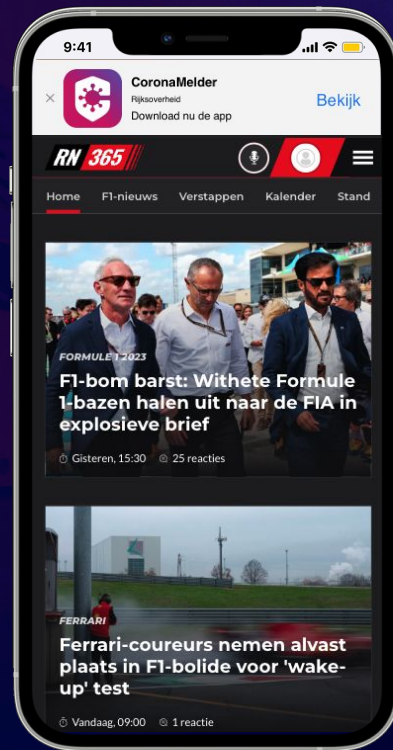 9:41
CoronaMelder
Rijksoverheid
Download nu de app
Bekijk
RN 365
Home F1-nieuws Verstappen Kalender Stand
FORMULE 1 2023
F1-bom barst: Withete Formule
1-bazen halen uit naar de FIA in
explosieve brief
Gisteren, 15:30 25 reacties
FERRARI
Ferrari-coureurs nemen alvast
plaats in F1-bolide voor 'wake-
up' test
Vandaag, 09:00 1 reactie